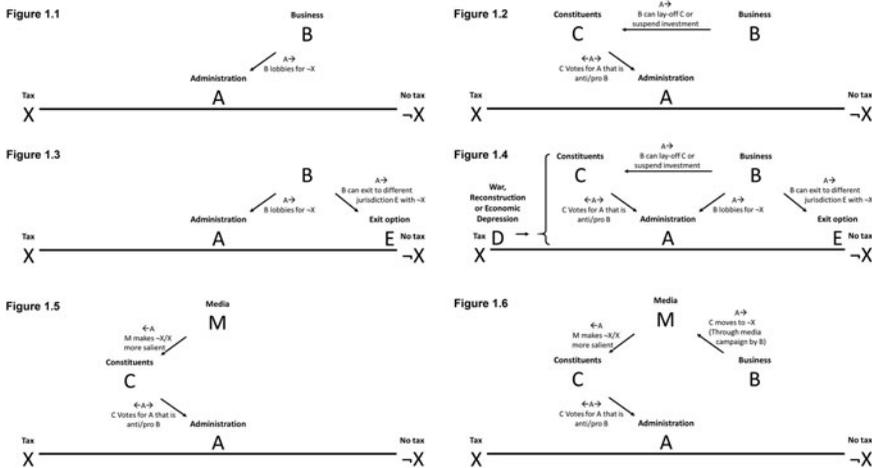 Figure 1.1
Business
B
A→
B lobbies for ¬X
Administration
A
Tax
X
No tax
¬X
Figure 1.2
Constituents
C
A→
B can lay-off C or
suspend investment
Business
B
←A→
C Votes for A that is
anti/pro B
Administration
A
Tax
X
No tax
¬X
Figure 1.3
B
A→
B lobbies for ¬X
A→
B can exit to different
jurisdiction E with ¬X
Administration
A
Exit option
E
Tax
X
No tax
¬X
Figure 1.4
Constituents
C
A→
B can lay-off C or
suspend investment
Business
B
War,
Reconstruction
or Economic
Depression
D
←A→
C Votes for A that is
anti/pro B
A→
B lobbies for ¬X
A→
B can exit to different
jurisdiction E with ¬X
Administration
A
Exit option
E
Tax
X
No tax
¬X
Figure 1.5
Media
M
←A
M makes ¬X/X
more salient
Constituents
C
←A→
C Votes for A that is
anti/pro B
Administration
A
Tax
X
No tax
¬X
Figure 1.6
Media
M
←A
M makes ¬X/X
more salient
A→
C moves to ¬X
(Through media
campaign by B)
Constituents
C
Business
B
←A→
C Votes for A that is
anti/pro B
Administration
A
Tax
X
No tax
¬X